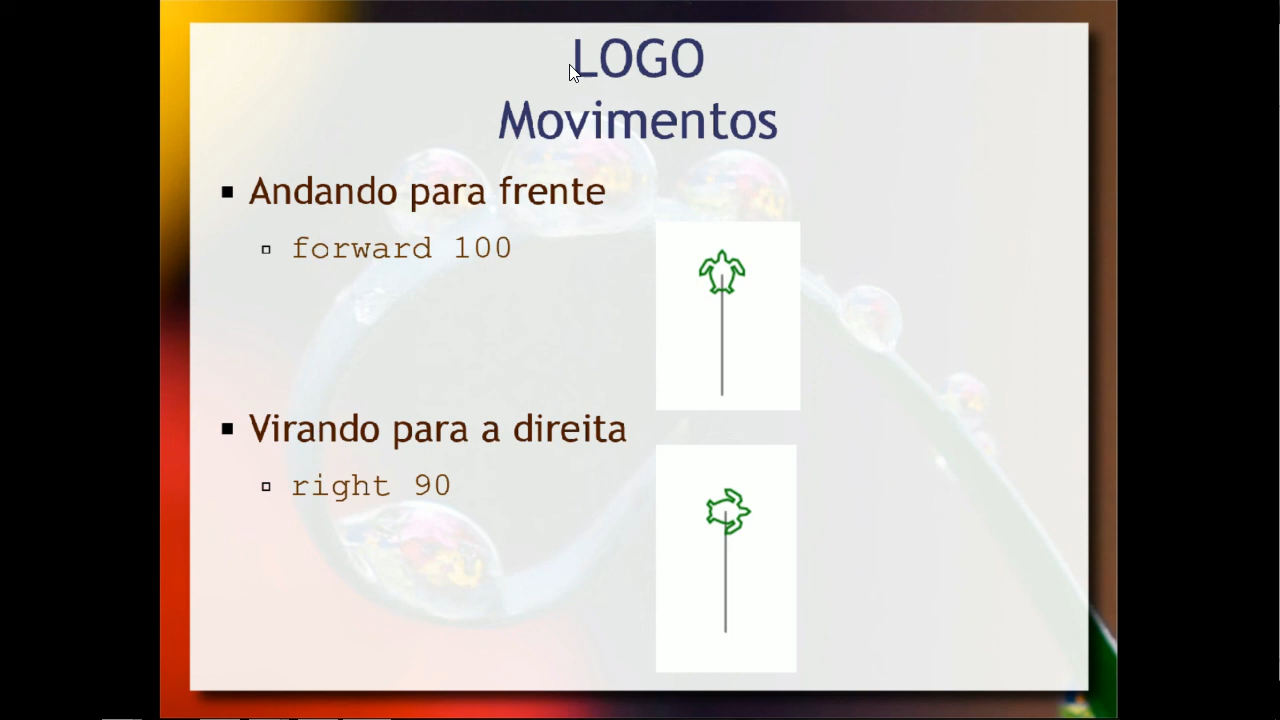 LOGO
Movimentos
Andando para frente
forward 100
Virando para a direita
right 90